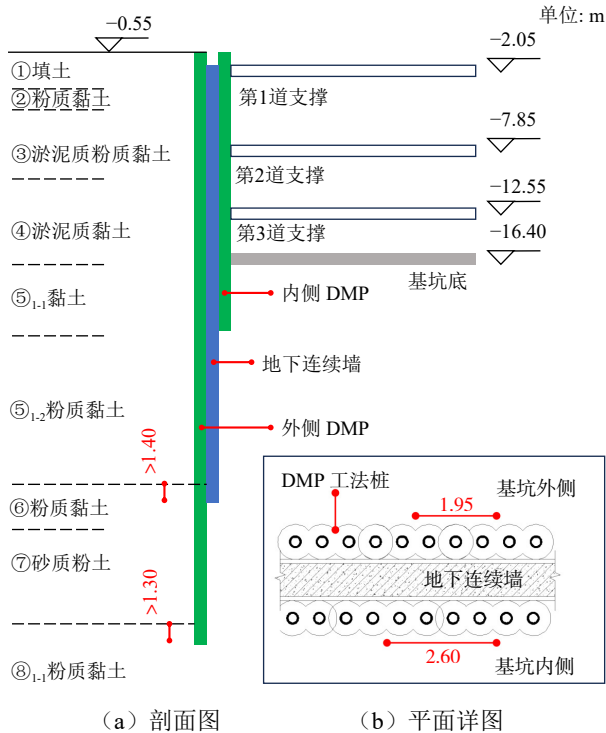 单位: m
−0.55
−2.05
①填土
②粉质黏土
第1道支撑
−7.85
③淤泥质粉质黏土
第2道支撑
−12.55
④淤泥质黏土
第3道支撑
−16.40
基坑底
⑤1-1黏土
内侧 DMP
地下连续墙
⑤1-2粉质黏土
外侧 DMP
>1.40
⑥粉质黏土
⑦砂质粉土
>1.30
⑧1-1粉质黏土
DMP 工法桩
基坑外侧
1.95
地下连续墙
2.60
基坑内侧
（a）剖面图
（b）平面详图